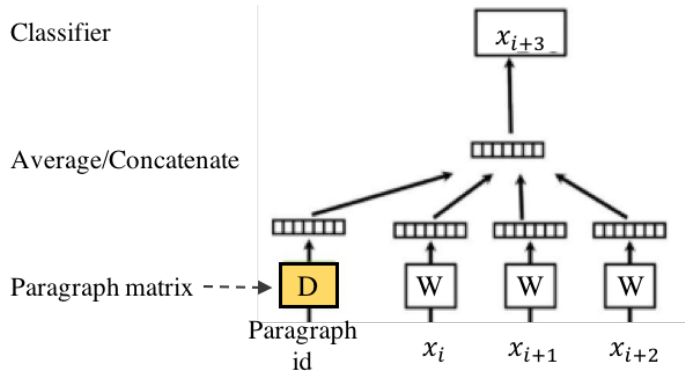 Classifier
x_{i+3}
Average/Concatenate
Paragraph matrix
D
W
W
W
Paragraph
id
x_i
x_{i+1}
x_{i+2}